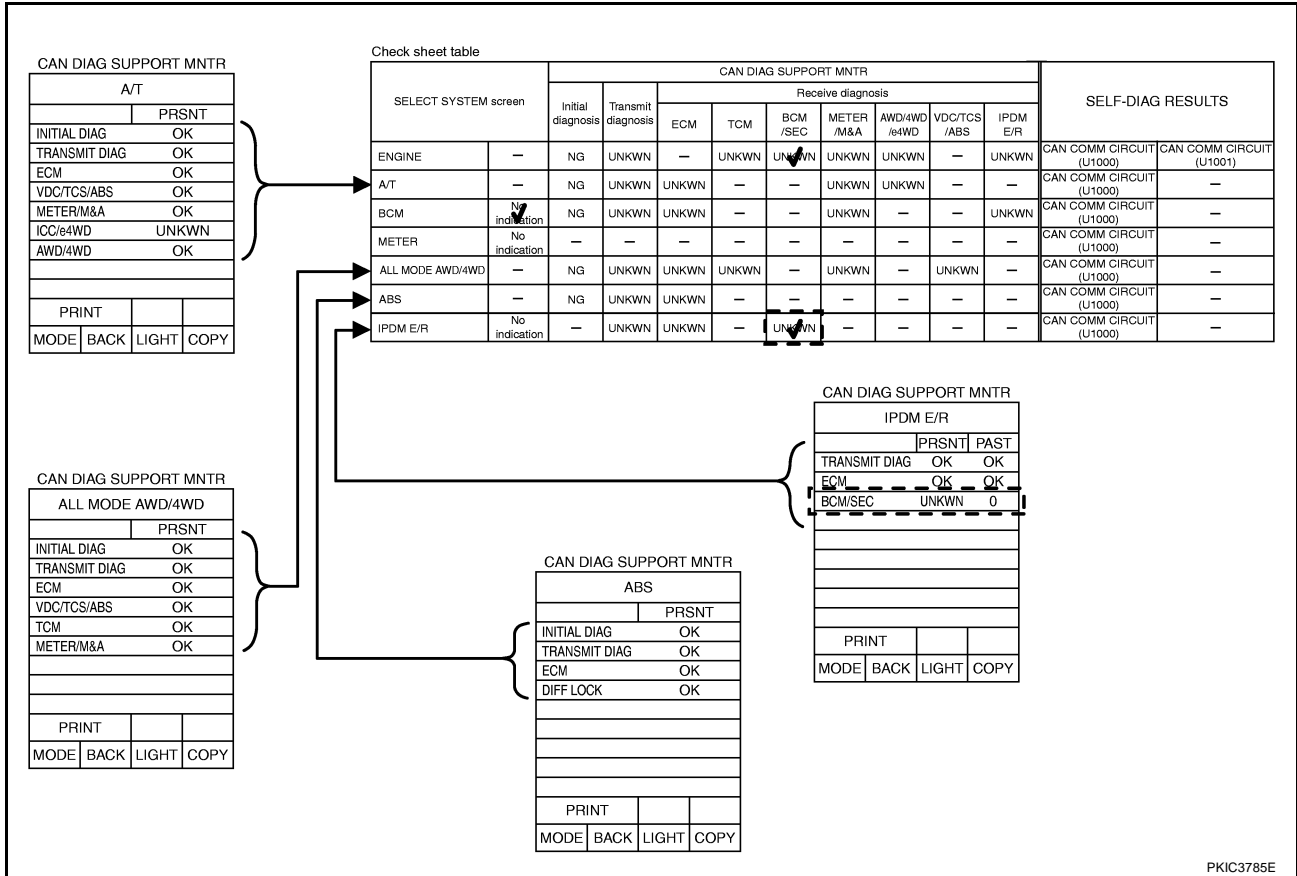 CAN DIAG SUPPORT MNTR
A/T
PRSNT
INITIAL DIAG OK
TRANSMIT DIAG OK
ECM OK
VDC/TCS/ABS OK
METER/M&A OK
ICC/e4WD UNKWN
AWD/4WD OK
PRINT
MODE BACK LIGHT COPY
Check sheet table
SELECT SYSTEM screen
CAN DIAG SUPPORT MNTR
SELF-DIAG RESULTS
Initial diagnosis
Transmit diagnosis
Receive diagnosis
ECM TCM BCM /SEC METER /M&A AWD/4WD /e4WD VDC/TCS /ABS IPDM E/R
ENGINE — NG UNKWN — UNKWN UNKWN UNKWN UNKWN — UNKWN CAN COMM CIRCUIT (U1000) CAN COMM CIRCUIT (U1001)
A/T — NG UNKWN UNKWN — — UNKWN UNKWN — — CAN COMM CIRCUIT (U1000) —
BCM No indication NG UNKWN UNKWN — — UNKWN — — UNKWN CAN COMM CIRCUIT (U1000) —
METER No indication — — — — — — — — — CAN COMM CIRCUIT (U1000) —
ALL MODE AWD/4WD — NG UNKWN UNKWN UNKWN — UNKWN — UNKWN — CAN COMM CIRCUIT (U1000) —
ABS — NG UNKWN UNKWN — — — — — — CAN COMM CIRCUIT (U1000) —
IPDM E/R No indication — UNKWN UNKWN — UNKWN — — — — CAN COMM CIRCUIT (U1000) —
CAN DIAG SUPPORT MNTR
ALL MODE AWD/4WD
PRSNT
INITIAL DIAG OK
TRANSMIT DIAG OK
ECM OK
VDC/TCS/ABS OK
TCM OK
METER/M&A OK
PRINT
MODE BACK LIGHT COPY
CAN DIAG SUPPORT MNTR
ABS
PRSNT
INITIAL DIAG OK
TRANSMIT DIAG OK
ECM OK
DIFF LOCK OK
PRINT
MODE BACK LIGHT COPY
CAN DIAG SUPPORT MNTR
IPDM E/R
PRSNT PAST
TRANSMIT DIAG OK OK
ECM OK OK
BCM/SEC UNKWN 0
PRINT
MODE BACK LIGHT COPY
PKIC3785E